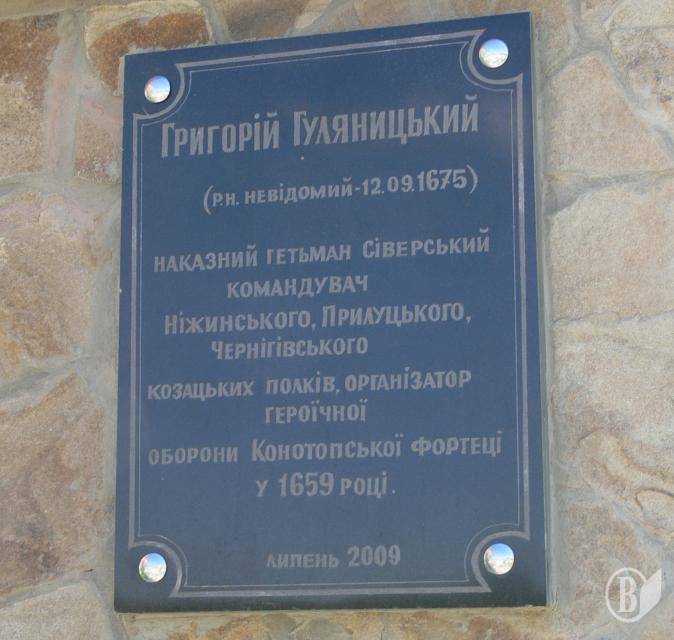 Григорій Гуляницький
(р.н. невідомий-12.09.1675)
наказний гетьман Сіверський
командувач
Ніжинського, Прилуцького,
Чернігівського
козацьких полків, організатор
героїчної
оборони Конотопської фортеці
у 1659 році.
липень 2009
В